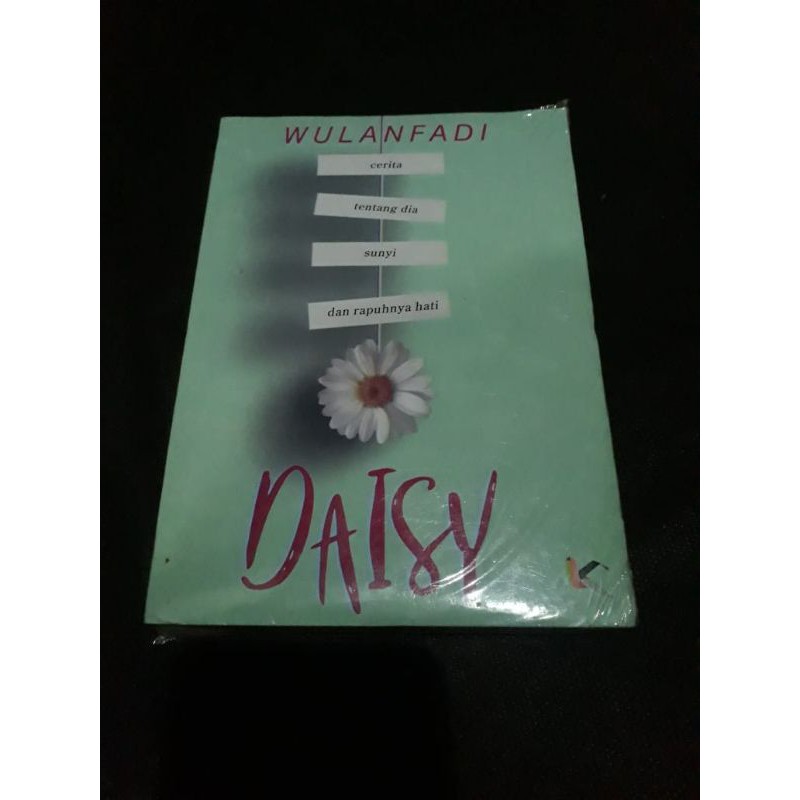 WULANFADI
cerita
tentang dia
sunyi
dan rapuhnya hati
DAISY